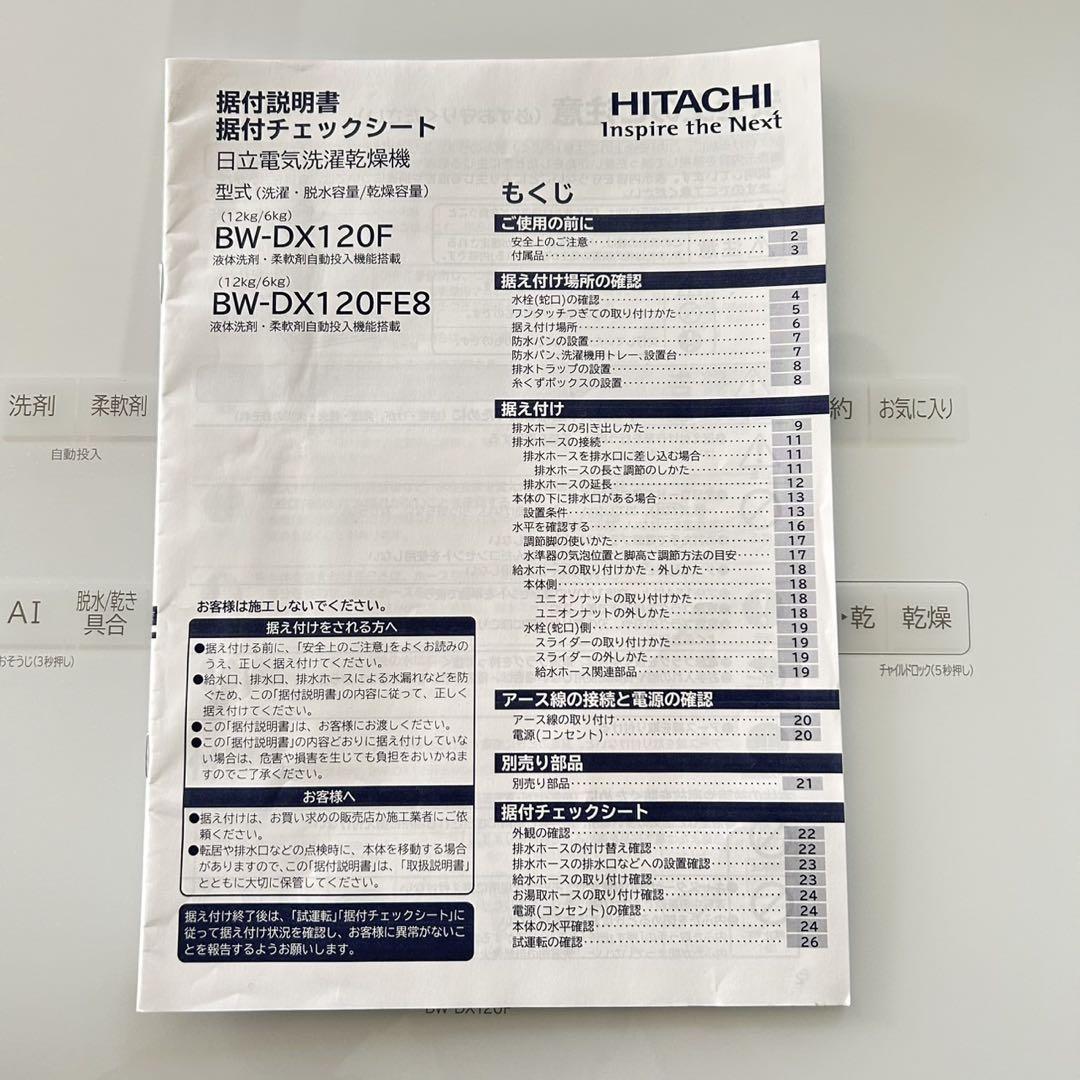 据付説明書
据付チェックシート
日立電気洗濯乾燥機
型式(洗濯・脱水容量/乾燥容量)
(12kg/6kg)
BW-DX120F
液体洗剤・柔軟剤自動投入機能搭載
(12kg/6kg)
BW-DX120FE8
液体洗剤・柔軟剤自動投入機能搭載
HITACHI
Inspire the Next
もくじ
ご使用の前に
安全上のご注意 2
付属品 3
据え付け場所の確認
水栓(蛇口)の確認 4
ワンタッチつぎての取り付けかた 5
据え付け場所 6
防水パンの設置 7
防水パン、洗濯機用トレー、設置台 7
排水トラップの設置 8
糸くずボックスの設置 8
据え付け
排水ホースの引き出しかた 9
排水ホースの接続 11
排水ホースを排水口に差し込む場合 11
排水ホースの長さ調節のしかた 11
排水ホースの延長 12
本体の下に排水口がある場合 13
設置条件 13
水平を確認する 16
調節脚の使いかた 17
水準器の気泡位置と脚高さ調節方法の目安 17
給水ホースの取り付けかた・外しかた 18
本体側 18
ユニオンナットの取り付けかた 18
ユニオンナットの外しかた 18
水栓(蛇口)側 19
スライダーの取り付けかた 19
スライダーの外しかた 19
給水ホース関連部品 19
アース線の接続と電源の確認
アース線の取り付け 20
電源(コンセント) 20
別売り部品
別売り部品 21
据付チェックシート
外観の確認 22
排水ホースの付け替え確認 22
排水ホースの排水口などへの設置確認 23
給水ホースの取り付け確認 23
お湯取ホースの取り付け確認 24
電源(コンセント)の確認 24
本体の水平確認 24
試運転の確認 26
お客様は施工しないでください。
据え付けをされる方へ
●据え付ける前に、「安全上のご注意」をよくお読みの
うえ、正しく据え付けてください。
●給水口、排水口、排水ホースによる水漏れなどを防
ぐため、この「据付説明書」の内容に従って、正しく
据え付けてください。
●この「据付説明書」は、お客様にお渡しください。
●この「据付説明書」の内容どおりに据え付けしていな
い場合は、危害や損害を生じても負担をおいかねま
すのでご了承ください。
お客様へ
●据え付けは、お買い求めの販売店か施工業者にご依
頼ください。
●転居や排水口などの点検時に、本体を移動する場合
がありますので、この「据付説明書」は、「取扱説明書」
とともに大切に保管してください。
据え付け終了後は、「試運転」「据付チェックシート」に
従って据え付け状況を確認し、お客様に異常がないこ
とを報告するようお願いします。
洗剤 柔軟剤
自動投入
AI 脱水/乾き
具合
おそうじ(3秒押し)
約 お気に入り
乾 乾燥
チャイルドロック(5秒押し)
BW-DX120F